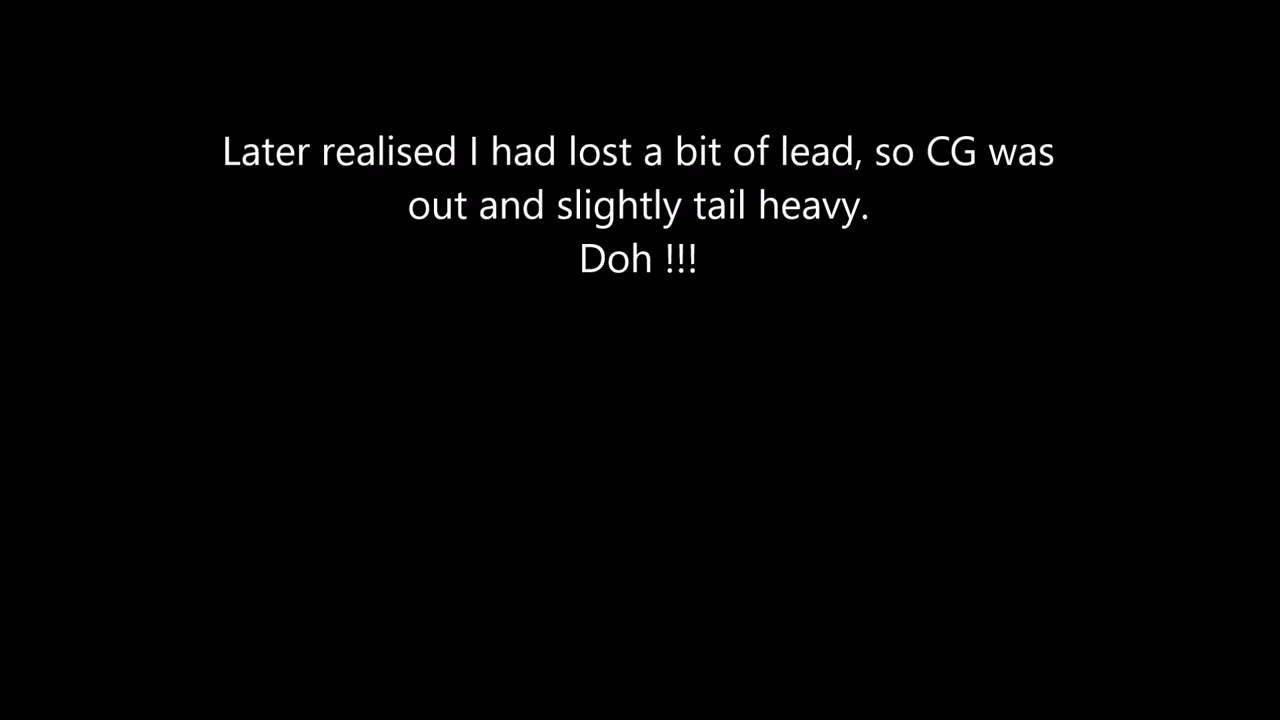 Later realised I had lost a bit of lead, so CG was
out and slightly tail heavy.
Doh !!!